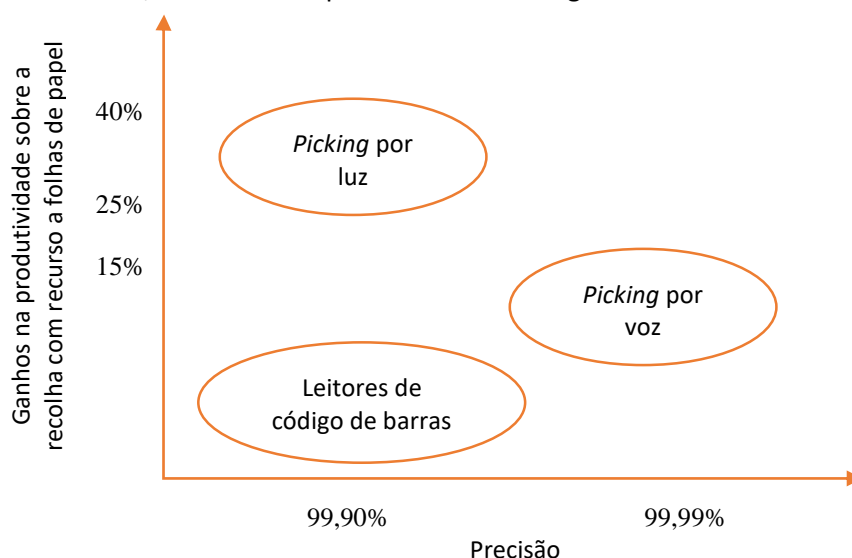 Ganhos na produtividade sobre a
recolha com recurso a folhas de papel
40%
25%
15%
Picking por
luz
Picking por
voz
Leitores de
código de barras
99,90%
99,99%
Precisão